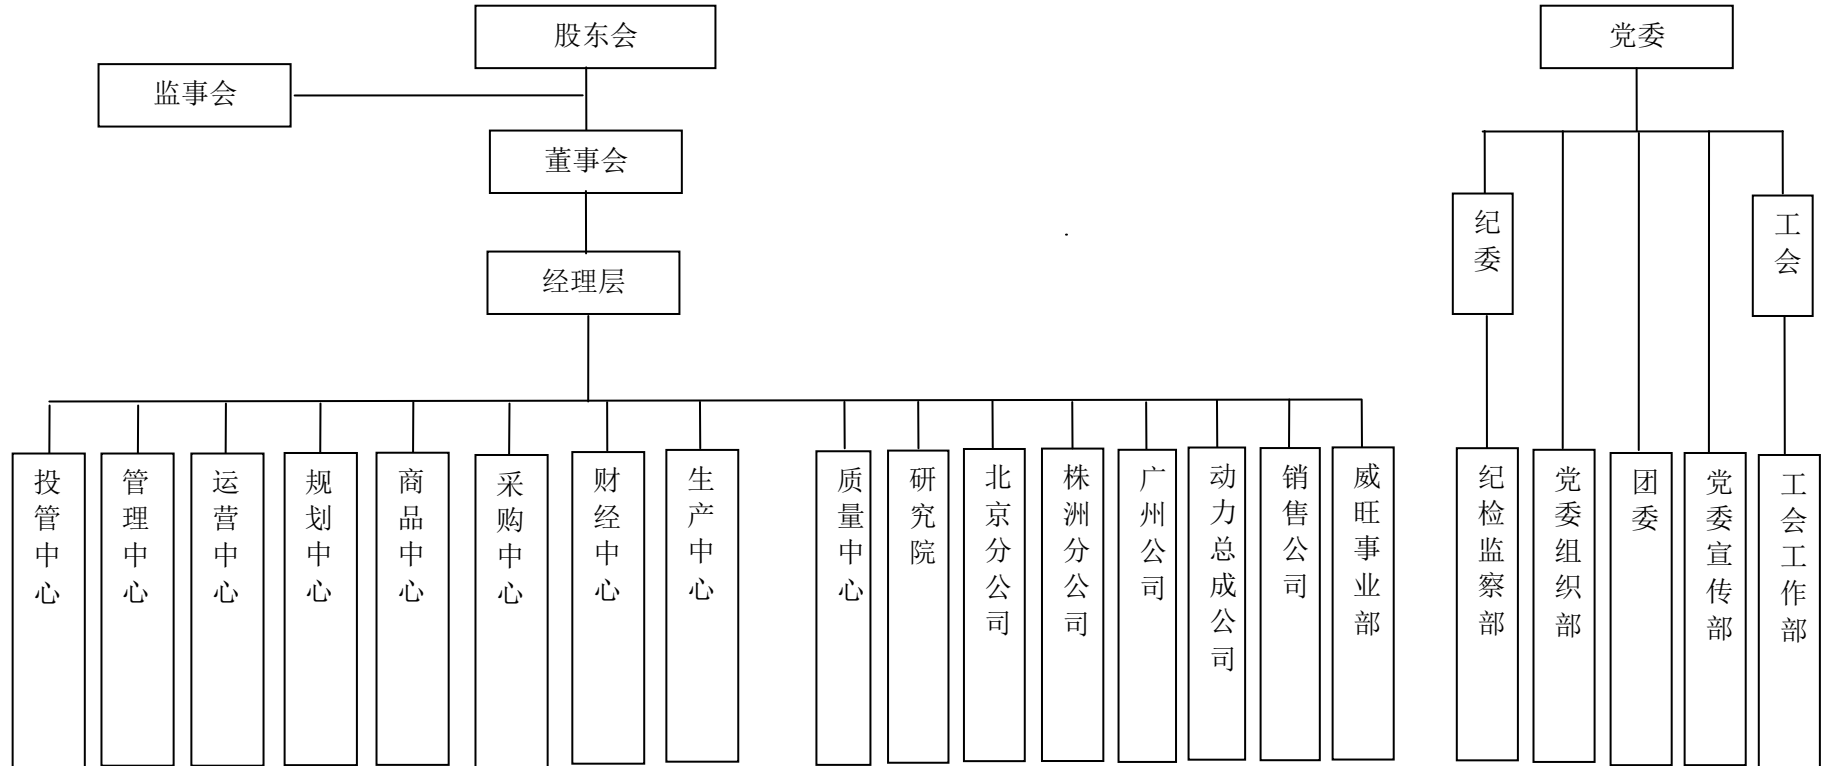 股东会
党委
监事会
董事会
纪委
工会
经理层
投管中心
管理中心
运营中心
规划中心
商品中心
采购中心
财经中心
生产中心
质量中心
研究院
北京分公司
株洲分公司
广州公司
动力总成公司
销售公司
威旺事业部
纪检监察部
党委组织部
团委
党委宣传部
工会工作部